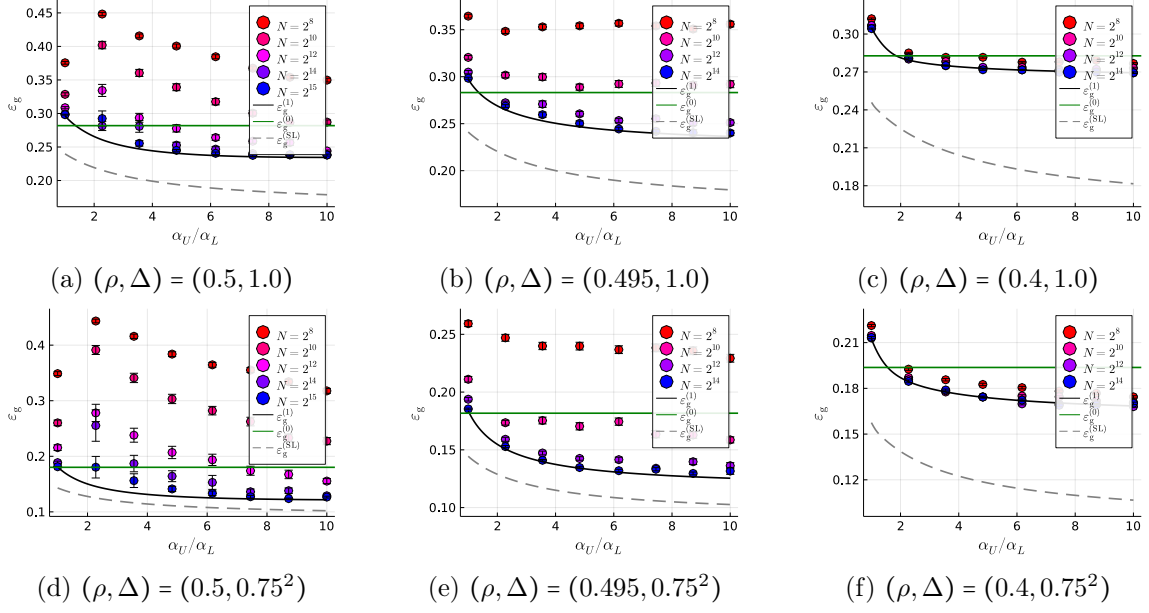 0.45
0.40
0.35
0.30
0.25
0.20
ε_g
2
4
6
8
10
α_U/α_L
N = 2^8
N = 2^10
N = 2^12
N = 2^14
N = 2^15
ε_g^(1)
ε_g^(0)
ε_g^(SL)
(a) (ρ, Δ) = (0.5, 1.0)
0.35
0.30
0.25
0.20
ε_g
2
4
6
8
10
α_U/α_L
N = 2^8
N = 2^10
N = 2^12
N = 2^14
ε_g^(1)
ε_g^(0)
ε_g^(SL)
(b) (ρ, Δ) = (0.495, 1.0)
0.30
0.27
0.24
0.21
0.18
ε_g
2
4
6
8
10
α_U/α_L
N = 2^8
N = 2^10
N = 2^12
N = 2^14
ε_g^(1)
ε_g^(0)
ε_g^(SL)
(c) (ρ, Δ) = (0.4, 1.0)
0.4
0.3
0.2
0.1
ε_g
2
4
6
8
10
α_U/α_L
N = 2^8
N = 2^10
N = 2^12
N = 2^14
N = 2^15
ε_g^(1)
ε_g^(0)
ε_g^(SL)
(d) (ρ, Δ) = (0.5, 0.75^2)
0.25
0.20
0.15
0.10
ε_g
2
4
6
8
10
α_U/α_L
N = 2^8
N = 2^10
N = 2^12
N = 2^14
ε_g^(1)
ε_g^(0)
ε_g^(SL)
(e) (ρ, Δ) = (0.495, 0.75^2)
0.21
0.18
0.15
0.12
ε_g
2
4
6
8
10
α_U/α_L
N = 2^8
N = 2^10
N = 2^12
N = 2^14
ε_g^(1)
ε_g^(0)
ε_g^(SL)
(f) (ρ, Δ) = (0.4, 0.75^2)